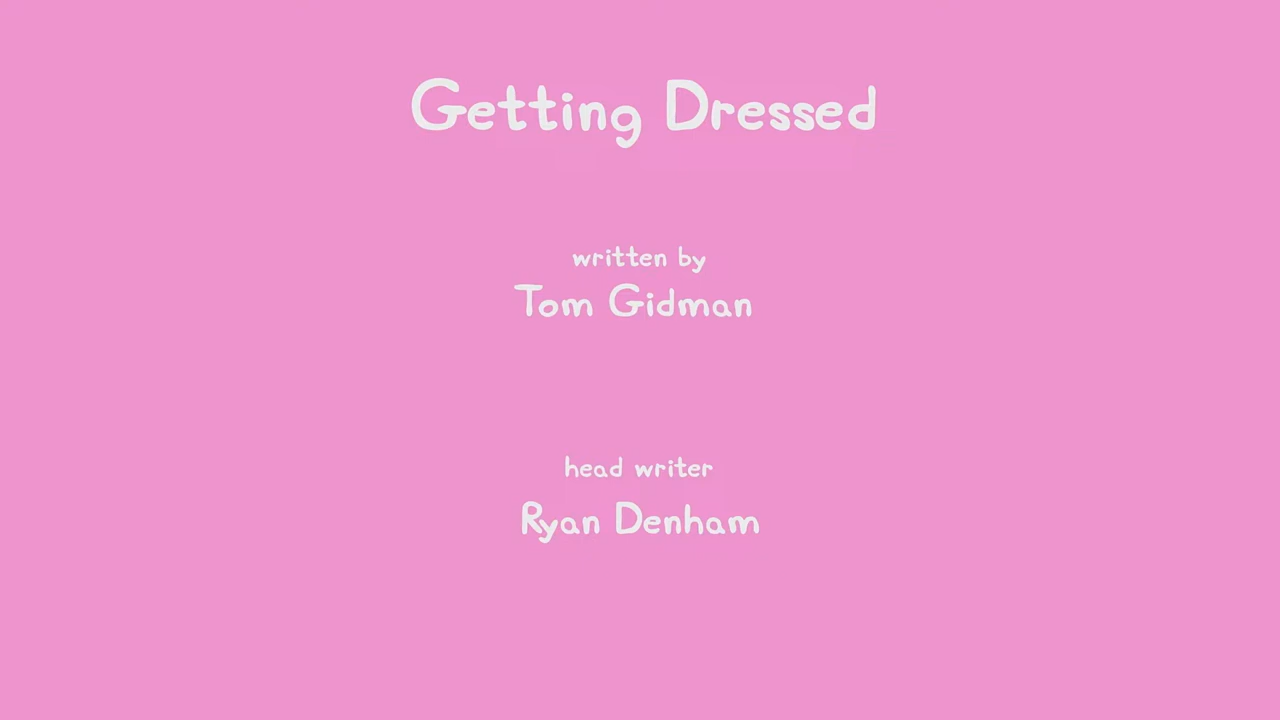 Getting Dressed
written by
Tom Gidman
head writer
Ryan Denham